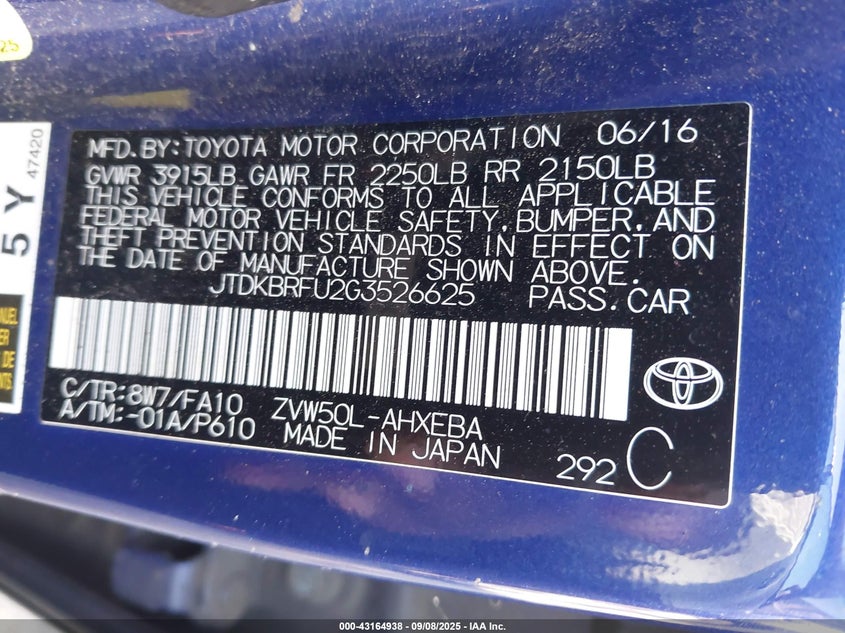 25
5 Y
47420
MFD.BY:TOYOTA MOTOR CORPORATION 06/16
GVWR 3915LB GAWR FR 2250LB RR 2150LB
THIS VEHICLE CONFORMS TO ALL APPLICABLE
FEDERAL MOTOR VEHICLE SAFETY,BUMPER,AND
THEFT PREVENTION STANDARDS IN EFFECT ON
THE DATE OF MANUFACTURE SHOWN ABOVE.
JTDKBRFU2G3526625 PASS.CAR
C/TR:8W7/FA10 ZVW50L-AHXEBA
A/TM:-01A/P610 MADE IN JAPAN
292 C
DE
000-43164938 - 09/08/2025 - IAA Inc.